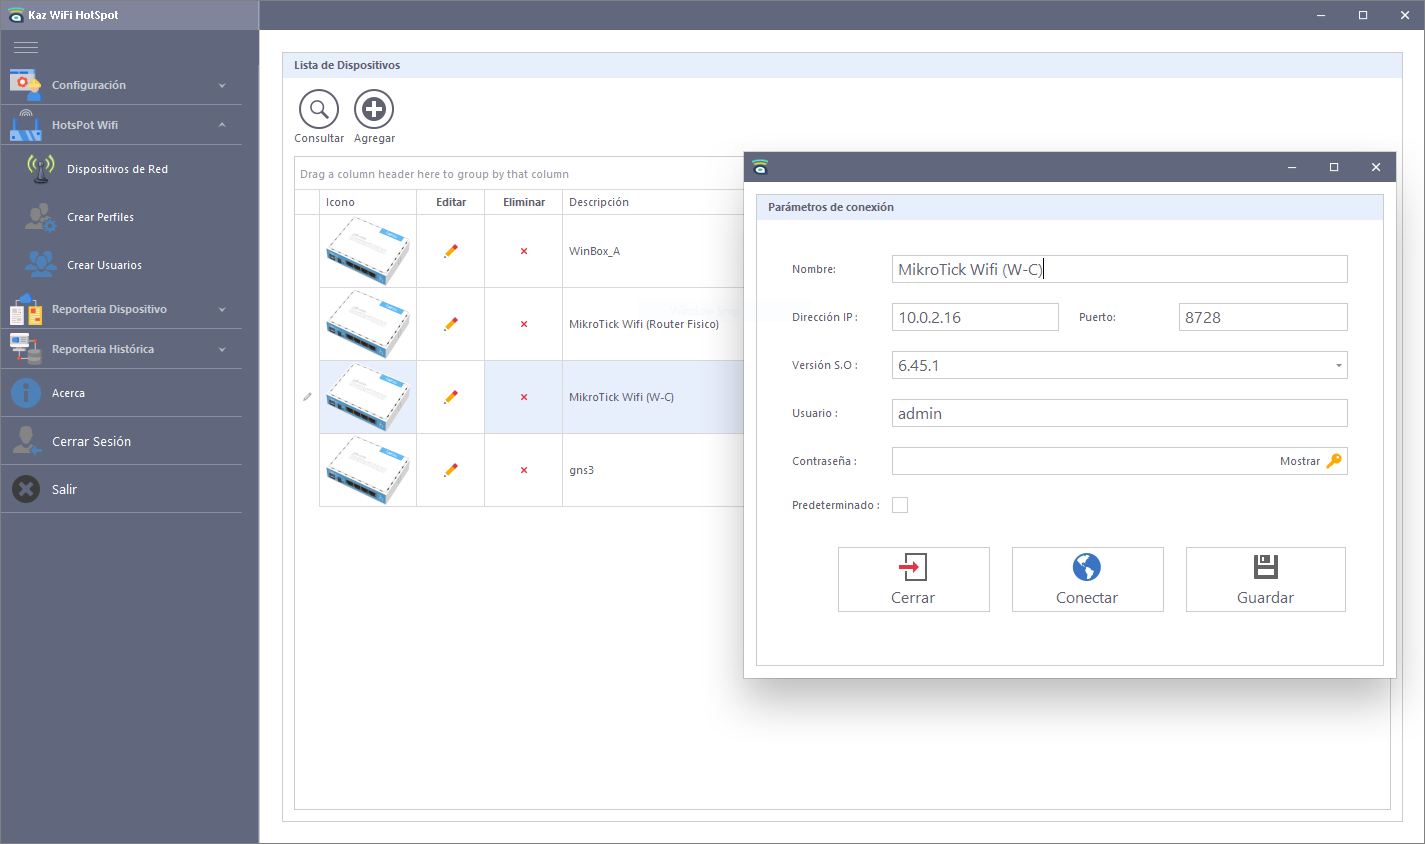 Kaz WiFi HotSpot
Configuración
HotsPot Wifi
Dispositivos de Red
Crear Perfiles
Crear Usuarios
Reporteria Dispositivo
Reporteria Histórica
Acerca
Cerrar Sesión
Salir
Lista de Dispositivos
Consultar Agregar
Drag a column header here to group by that column
Icono Editar Eliminar Descripción
WinBox_A
MikroTick Wifi (Router Fisico)
MikroTick Wifi (W-C)
gns3
Parámetros de conexión
Nombre: MikroTick Wifi (W-C)
Dirección IP : 10.0.2.16 Puerto: 8728
Versión S.O : 6.45.1
Usuario : admin
Contraseña : Mostrar
Predeterminado :
Cerrar Conectar Guardar